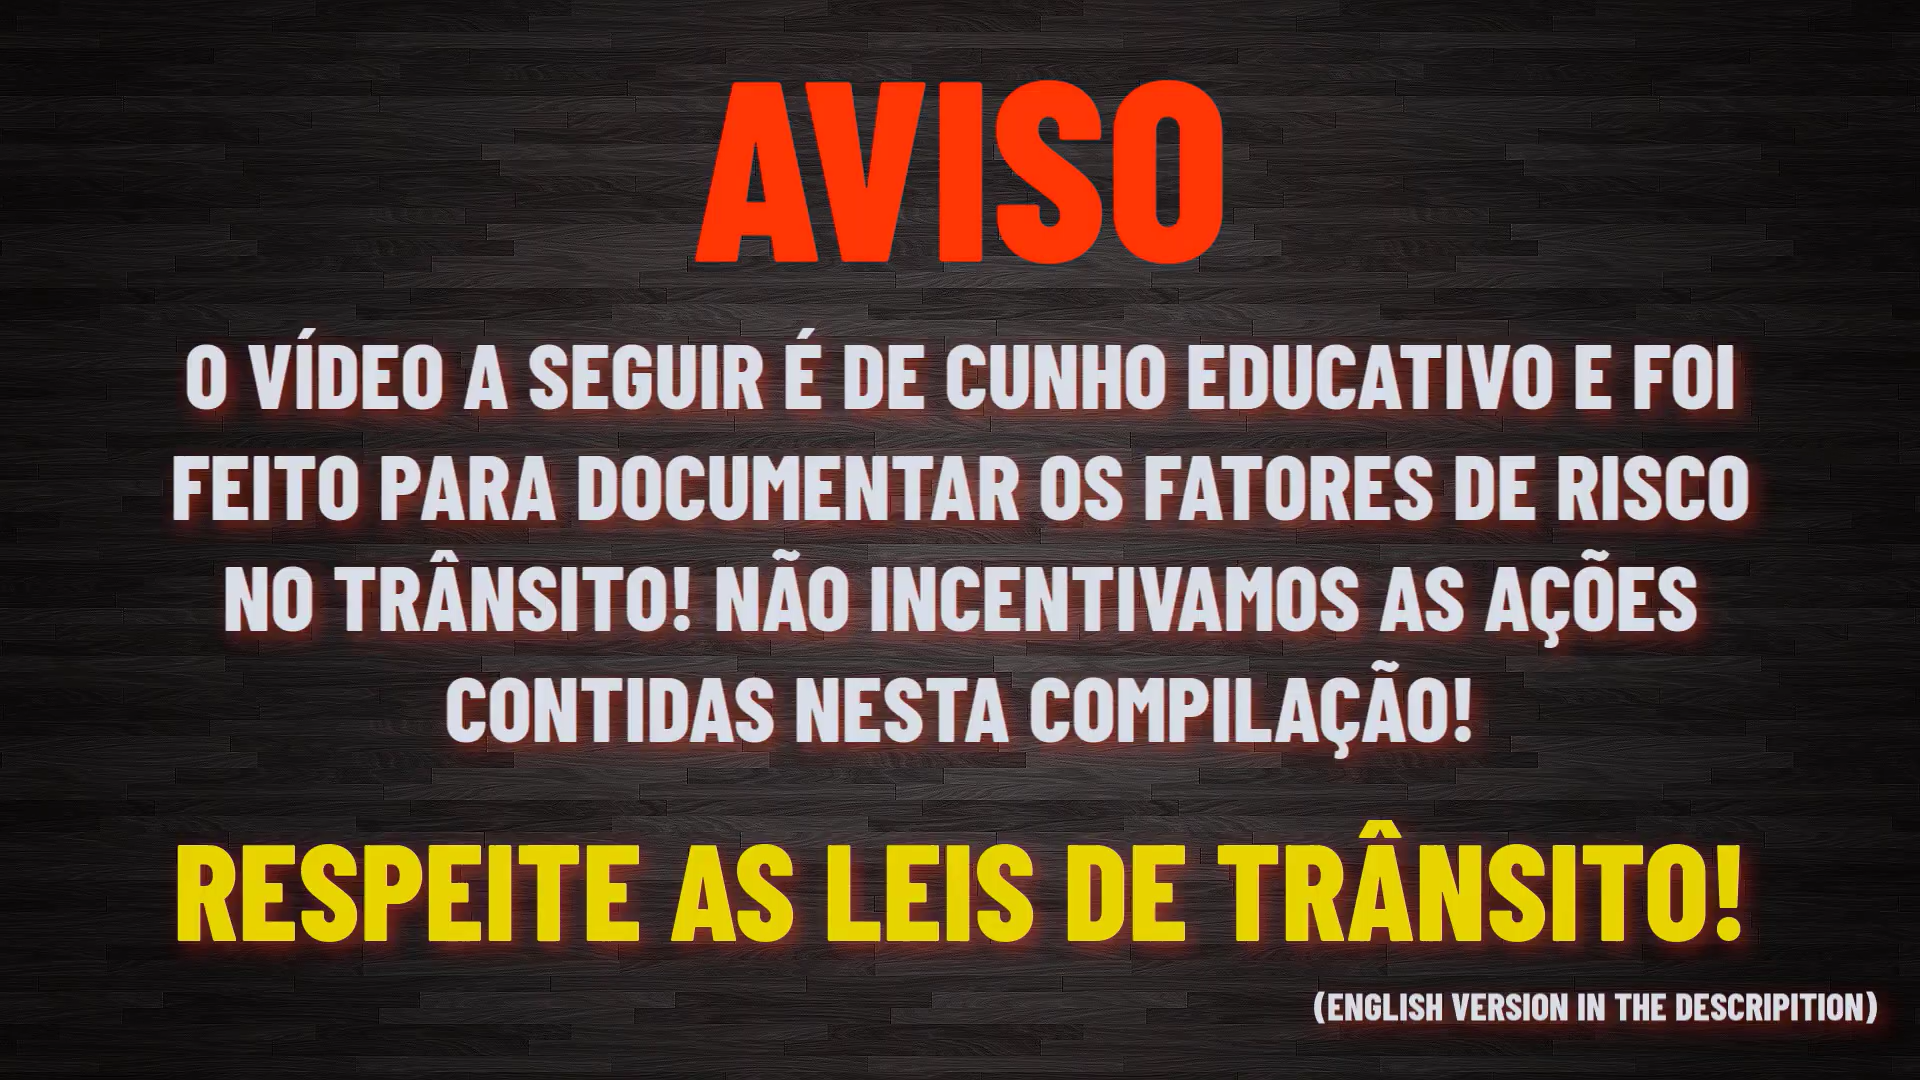 AVISO
O VÍDEO A SEGUIR É DE CUNHO EDUCATIVO E FOI
FEITO PARA DOCUMENTAR OS FATORES DE RISCO
NO TRÂNSITO! NÃO INCENTIVAMOS AS AÇÕES
CONTIDAS NESTA COMPILAÇÃO!
RESPEITE AS LEIS DE TRÂNSITO!
(ENGLISH VERSION IN THE DESCRIPITION)